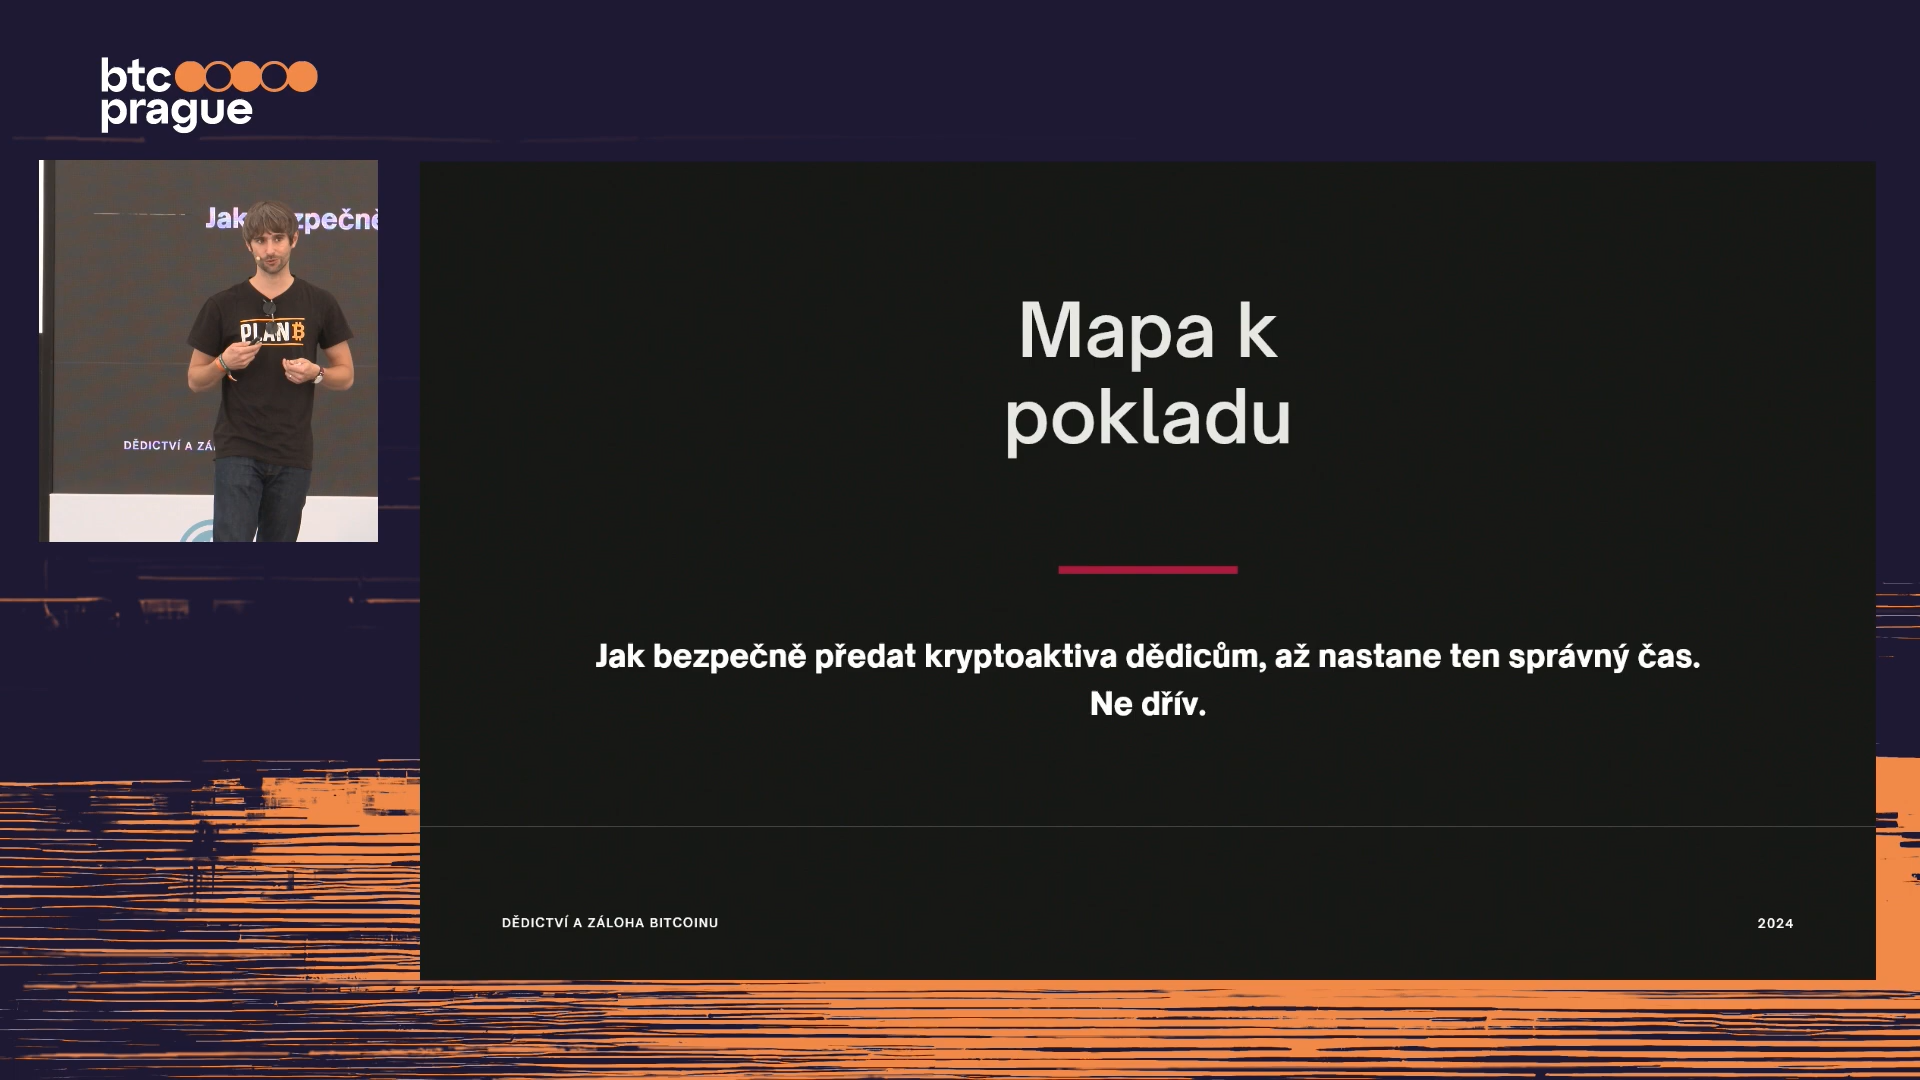 btc
prague
Jak zpečně
PLAN
DĚDICTVÍ A ZÁ
Mapa k
pokladu
Jak bezpečně předat kryptoaktiva dědicům, až nastane ten správný čas.
Ne dřív.
DĚDICTVÍ A ZÁLOHA BITCOINU
2024